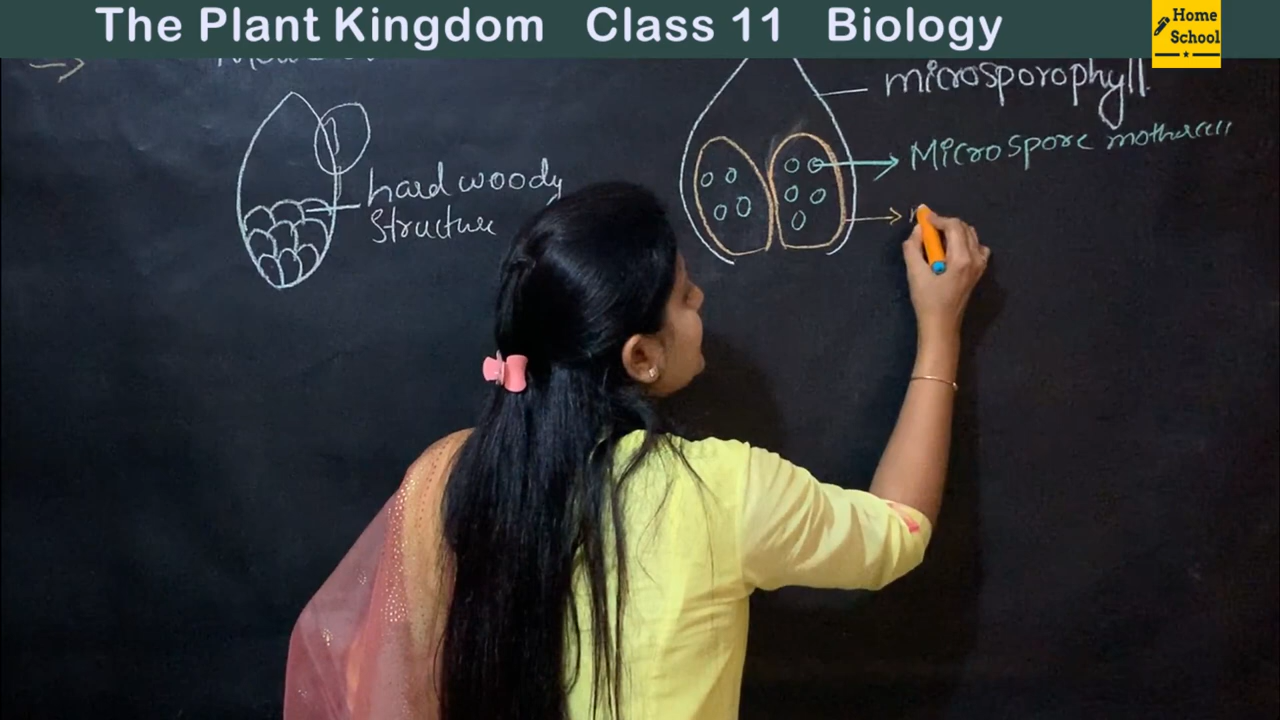 The Plant Kingdom Class 11 Biology
Home
School
microsporophyll
Microspore mothercell
hard woody
structure